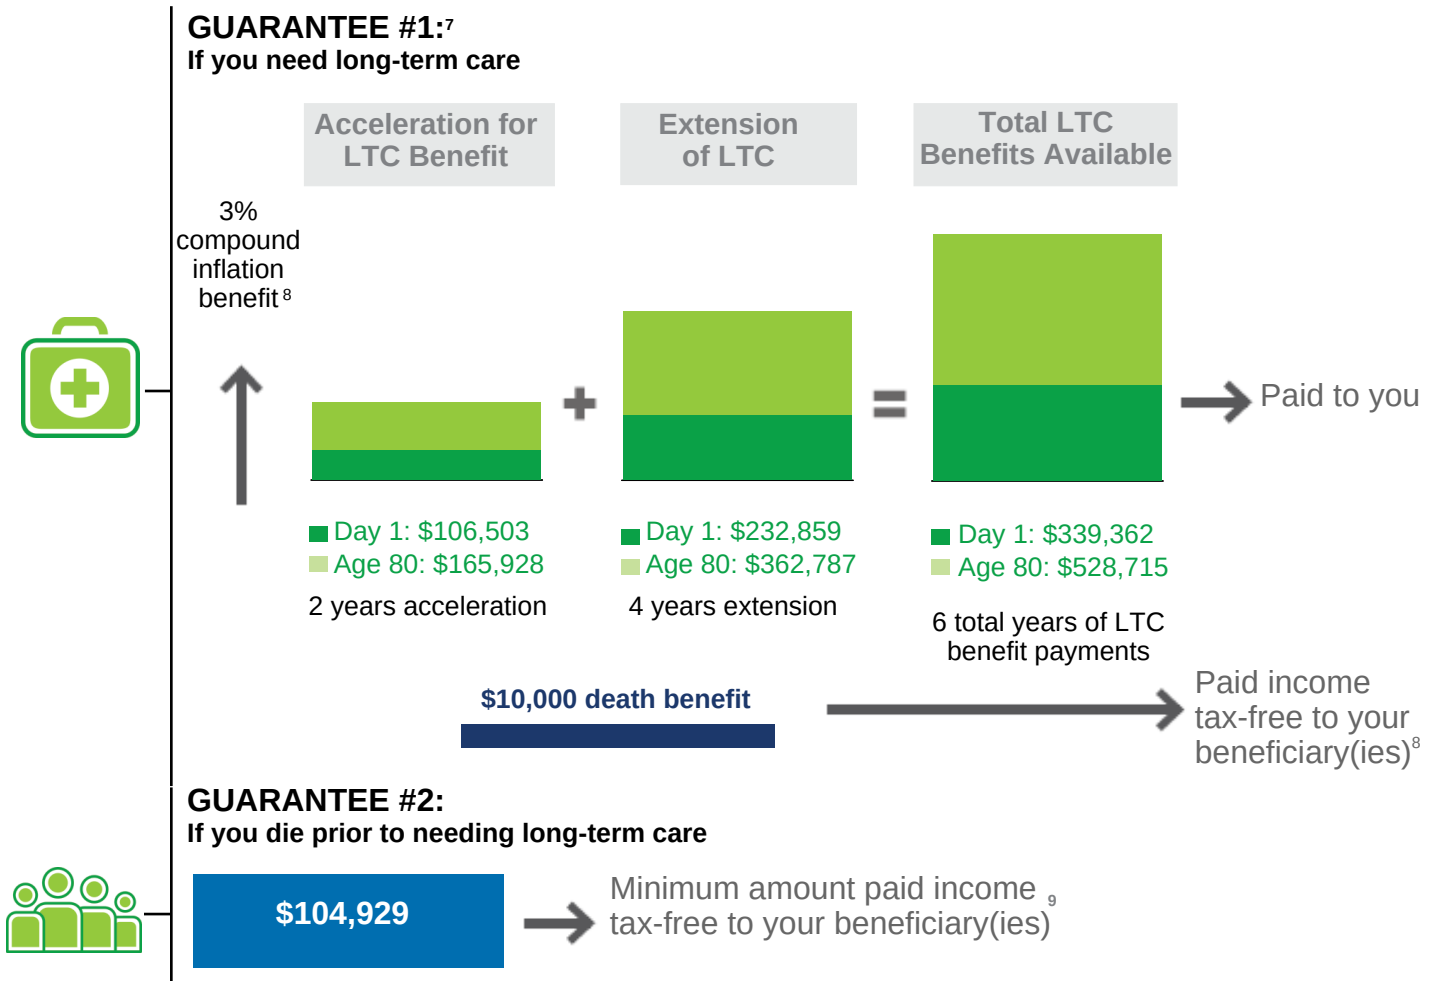 GUARANTEE #1:7
If you need long-term care
Acceleration for
LTC Benefit
Extension
of LTC
Total LTC
Benefits Available
3%
compound
inflation
benefit 8
+
=
Paid to you
Day 1: $106,503
Age 80: $165,928
2 years acceleration
Day 1: $232,859
Age 80: $362,787
4 years extension
Day 1: $339,362
Age 80: $528,715
6 total years of LTC
benefit payments
$10,000 death benefit
Paid income
tax-free to your
beneficiary(ies)8
GUARANTEE #2:
If you die prior to needing long-term care
$104,929
Minimum amount paid income 9
tax-free to your beneficiary(ies)